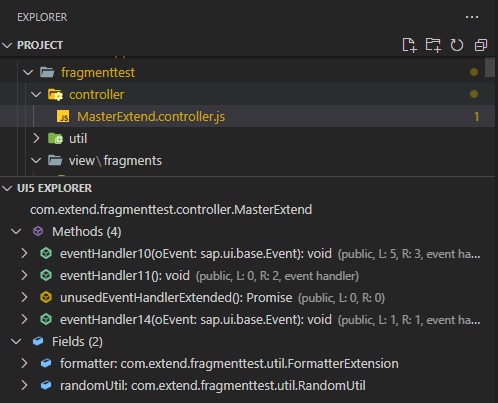 EXPLORER
PROJECT
fragmenttest
controller
JS MasterExtend.controller.js 1
util
view\fragments
UI5 EXPLORER
com.extend.fragmenttest.controller.MasterExtend
Methods (4)
eventHandler10(oEvent: sap.ui.base.Event): void (public, L: 5, R: 3, event ha...
eventHandler11(): void (public, L: 0, R: 2, event handler)
unusedEventHandlerExtended(): Promise (public, L: 0, R: 0)
eventHandler14(oEvent: sap.ui.base.Event): void (public, L: 1, R: 1, event ha...
Fields (2)
formatter: com.extend.fragmenttest.util.FormatterExtension
randomUtil: com.extend.fragmenttest.util.RandomUtil